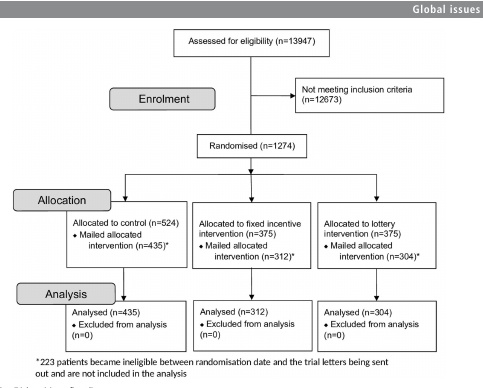 Global issues
Assessed for eligibility (n=13947)
Not meeting inclusion criteria
(n=12673)
Enrolment
Randomised (n=1274)
Allocation
Allocated to control (n=524)
◆ Mailed allocated
intervention (n=435)*
Allocated to fixed incentive
intervention (n=375)
◆ Mailed allocated
intervention (n=312)*
Allocated to lottery
intervention (n=375)
◆ Mailed allocated
intervention (n=304)*
Analysis
Analysed (n=435)
◆ Excluded from analysis
(n=0)
Analysed (n=312)
◆ Excluded from analysis
(n=0)
Analysed (n=304)
◆ Excluded from analysis
(n=0)
*223 patients became ineligible between randomisation date and the trial letters being sent
out and are not included in the analysis